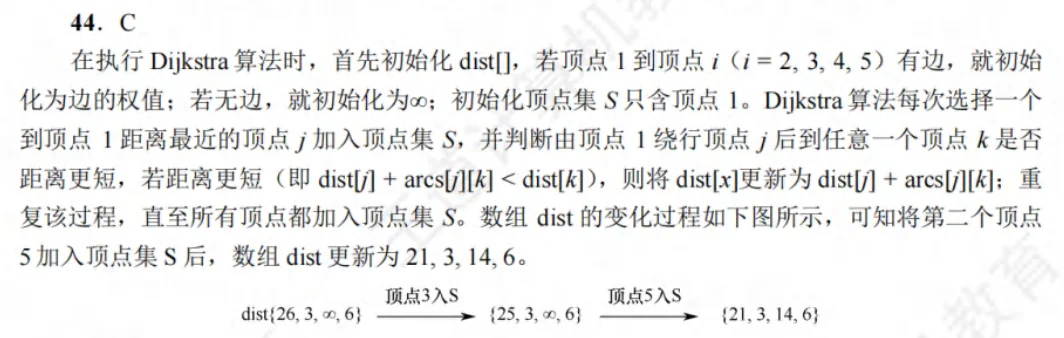 44. C
在执行 Dijkstra 算法时，首先初始化 dist[]，若顶点 1 到顶点 i（i = 2, 3, 4, 5）有边，就初始
化为边的权值；若无边，就初始化为∞；初始化顶点集 S 只含顶点 1。Dijkstra 算法每次选择一个
到顶点 1 距离最近的顶点 j 加入顶点集 S，并判断由顶点 1 绕行顶点 j 后到任意一个顶点 k 是否
距离更短，若距离更短（即 dist[j] + arcs[j][k] < dist[k]），则将 dist[x]更新为 dist[j] + arcs[j][k]；重
复该过程，直至所有顶点都加入顶点集 S。数组 dist 的变化过程如下图所示，可知将第二个顶点
5 加入顶点集 S 后，数组 dist 更新为 21, 3, 14, 6。
顶点3入S 顶点5入S
dist{26, 3, ∞, 6} {25, 3, ∞, 6} {21, 3, 14, 6}